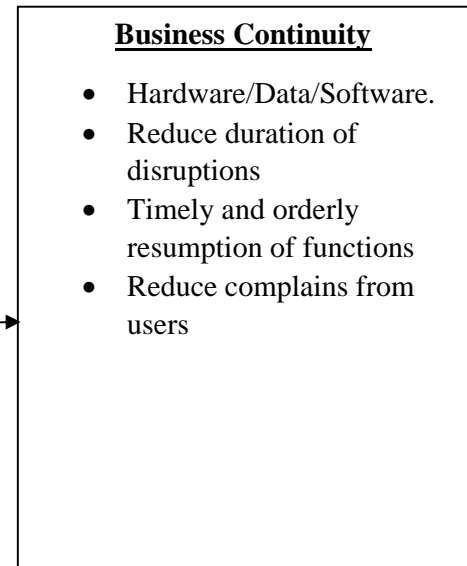 Business Continuity
• Hardware/Data/Software.
• Reduce duration of
disruptions
• Timely and orderly
resumption of functions
• Reduce complains from
users